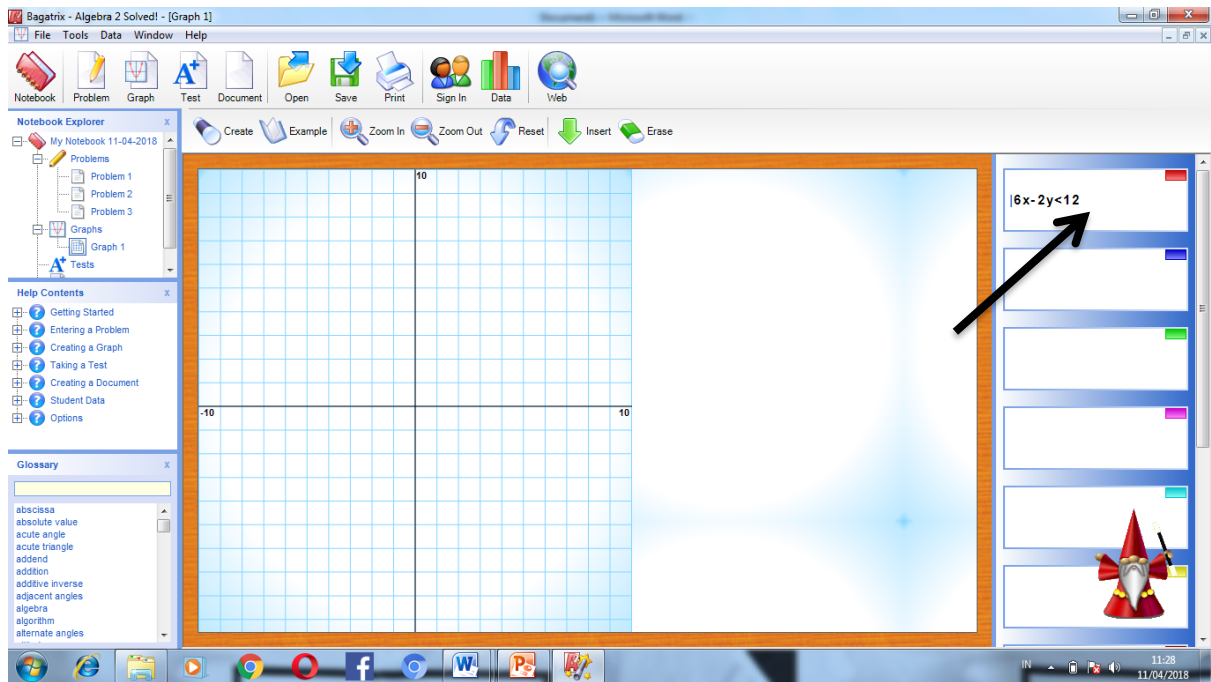 Bagatrix - Algebra 2 Solved! - [Graph 1]
File Tools Data Window Help
Notebook Problem Graph Test Document Open Save Print Sign In Data Web
Notebook Explorer x
My Notebook 11-04-2018
Problems
Problem 1
Problem 2
Problem 3
Graphs
Graph 1
Tests
Help Contents x
Getting Started
Entering a Problem
Creating a Graph
Taking a Test
Creating a Document
Student Data
Options
Glossary x
abscissa
absolute value
acute angle
acute triangle
addend
addition
additive inverse
adjacent angles
algebra
algorithm
alternate angles
Create Example Zoom In Zoom Out Reset Insert Erase
10
-10 10
|6x-2y<12
IN 11:28
11/04/2018